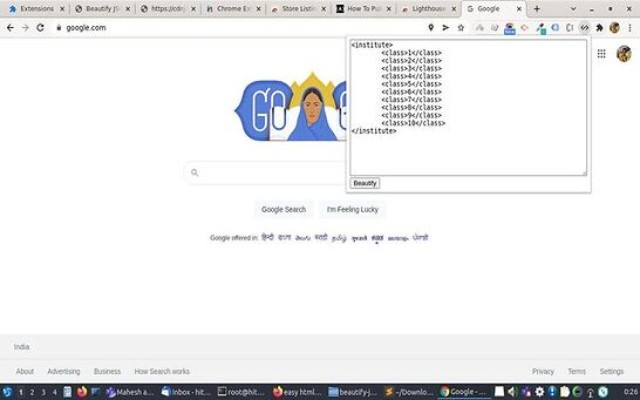 Extensions
Beautify JS
https://cdn
Chrome Ex
Store Listin
How To Pu
Lighthouse
Google
google.com
<institute>
<class>1</class>
<class>2</class>
<class>3</class>
<class>4</class>
<class>5</class>
<class>6</class>
<class>7</class>
<class>8</class>
<class>9</class>
<class>10</class>
</institute>
Beautify
GO
Google Search I'm Feeling Lucky
Google offered in: हिन्दी বাংলা తెలుగు मराठी தமிழ் ગુજરાતી ಕನ್ನಡ മലയാളം ਪੰਜਾਬੀ
India
About Advertising Business How Search works Privacy Terms Settings
1 2 3 4 Mahesh a... Inbox - hit... root@hit... easy html... beautify-j... ~/Downlo... Google - ... 0:26